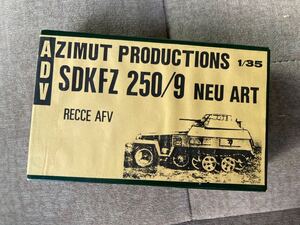 ADV
AZIMUT PRODUCTIONS 1/35
SDKFZ 250/9 NEU ART
RECCE AFV